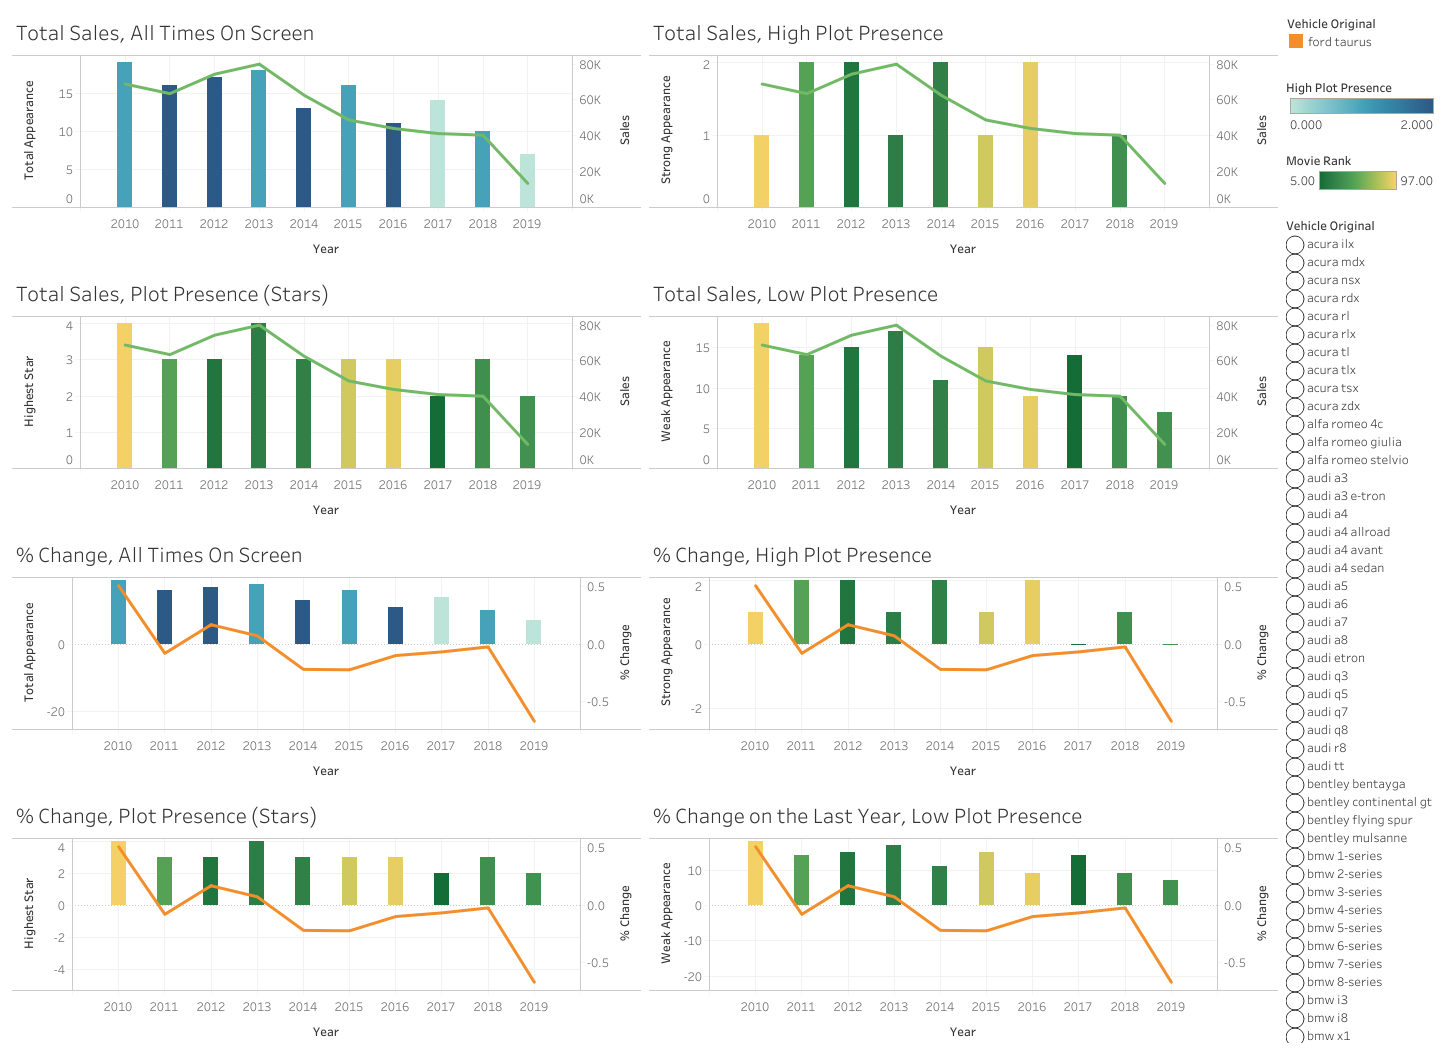 Total Sales, All Times On Screen
Total Appearance
15
10
5
0
80K
60K
40K
20K
0K
Sales
2010 2011 2012 2013 2014 2015 2016 2017 2018 2019
Year
Total Sales, High Plot Presence
Strong Appearance
2
1
0
80K
60K
40K
20K
0K
Sales
2010 2011 2012 2013 2014 2015 2016 2017 2018 2019
Year
Total Sales, Plot Presence (Stars)
Highest Star
4
3
2
1
0
80K
60K
40K
20K
0K
Sales
2010 2011 2012 2013 2014 2015 2016 2017 2018 2019
Year
Total Sales, Low Plot Presence
Weak Appearance
15
10
5
0
80K
60K
40K
20K
0K
Sales
2010 2011 2012 2013 2014 2015 2016 2017 2018 2019
Year
% Change, All Times On Screen
Total Appearance
0
-20
0.5
0.0
-0.5
% Change
2010 2011 2012 2013 2014 2015 2016 2017 2018 2019
Year
% Change, High Plot Presence
Strong Appearance
2
0
-2
0.5
0.0
-0.5
% Change
2010 2011 2012 2013 2014 2015 2016 2017 2018 2019
Year
% Change, Plot Presence (Stars)
Highest Star
4
2
0
-2
-4
0.5
0.0
-0.5
% Change
2010 2011 2012 2013 2014 2015 2016 2017 2018 2019
Year
% Change on the Last Year, Low Plot Presence
Weak Appearance
10
0
-10
-20
0.5
0.0
-0.5
% Change
2010 2011 2012 2013 2014 2015 2016 2017 2018 2019
Year
Vehicle Original
ford taurus
High Plot Presence
0.000 2.000
Movie Rank
5.00 97.00
Vehicle Original
acura ilx
acura mdx
acura nsx
acura rdx
acura rl
acura rlx
acura tl
acura tlx
acura tsx
acura zdx
alfa romeo 4c
alfa romeo giulia
alfa romeo stelvio
audi a3
audi a3 e-tron
audi a4
audi a4 allroad
audi a4 avant
audi a4 sedan
audi a5
audi a6
audi a7
audi a8
audi etron
audi q3
audi q5
audi q7
audi q8
audi r8
audi tt
bentley bentayga
bentley continental gt
bentley flying spur
bentley mulsanne
bmw 1-series
bmw 2-series
bmw 3-series
bmw 4-series
bmw 5-series
bmw 6-series
bmw 7-series
bmw 8-series
bmw i3
bmw i8
bmw x1